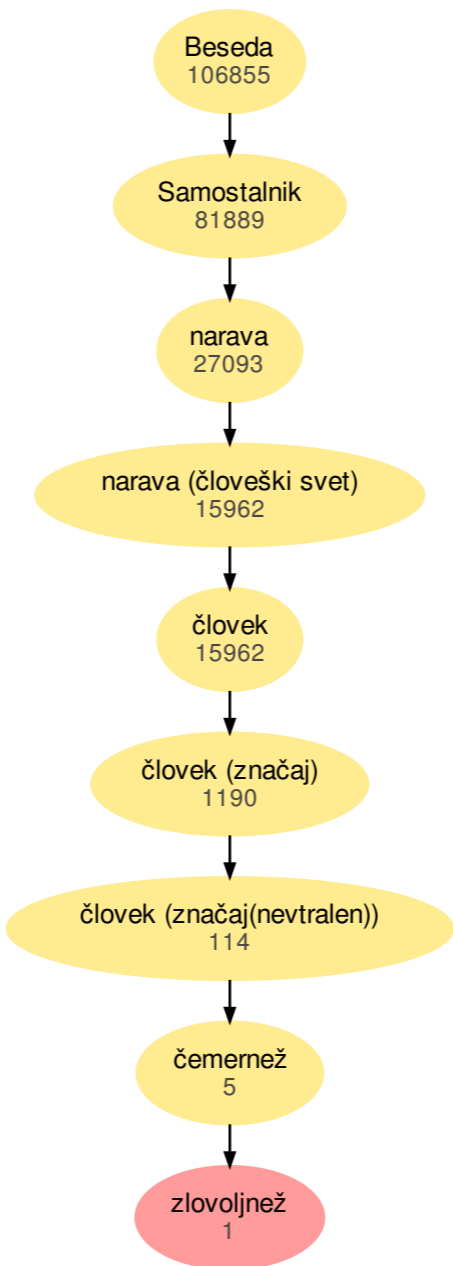 Beseda
106855
Samostalnik
81889
narava
27093
narava (človeški svet)
15962
človek
15962
človek (značaj)
1190
človek (značaj(nevtralen))
114
čemernež
5
zlovoljnež
1